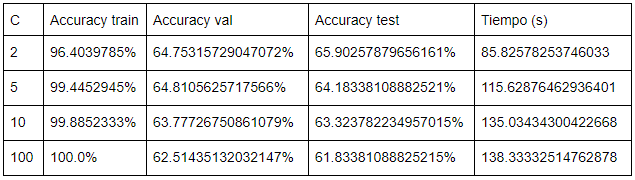 C Accuracy train Accuracy val Accuracy test Tiempo (s)
2 96.4039785% 64.75315729047072% 65.90257879656161% 85.82578253746033
5 99.4452945% 64.8105625717566% 64.18338108882521% 115.62876462936401
10 99.8852333% 63.77726750861079% 63.323782234957015% 135.03434300422668
100 100.0% 62.51435132032147% 61.83381088825215% 138.33332514762878